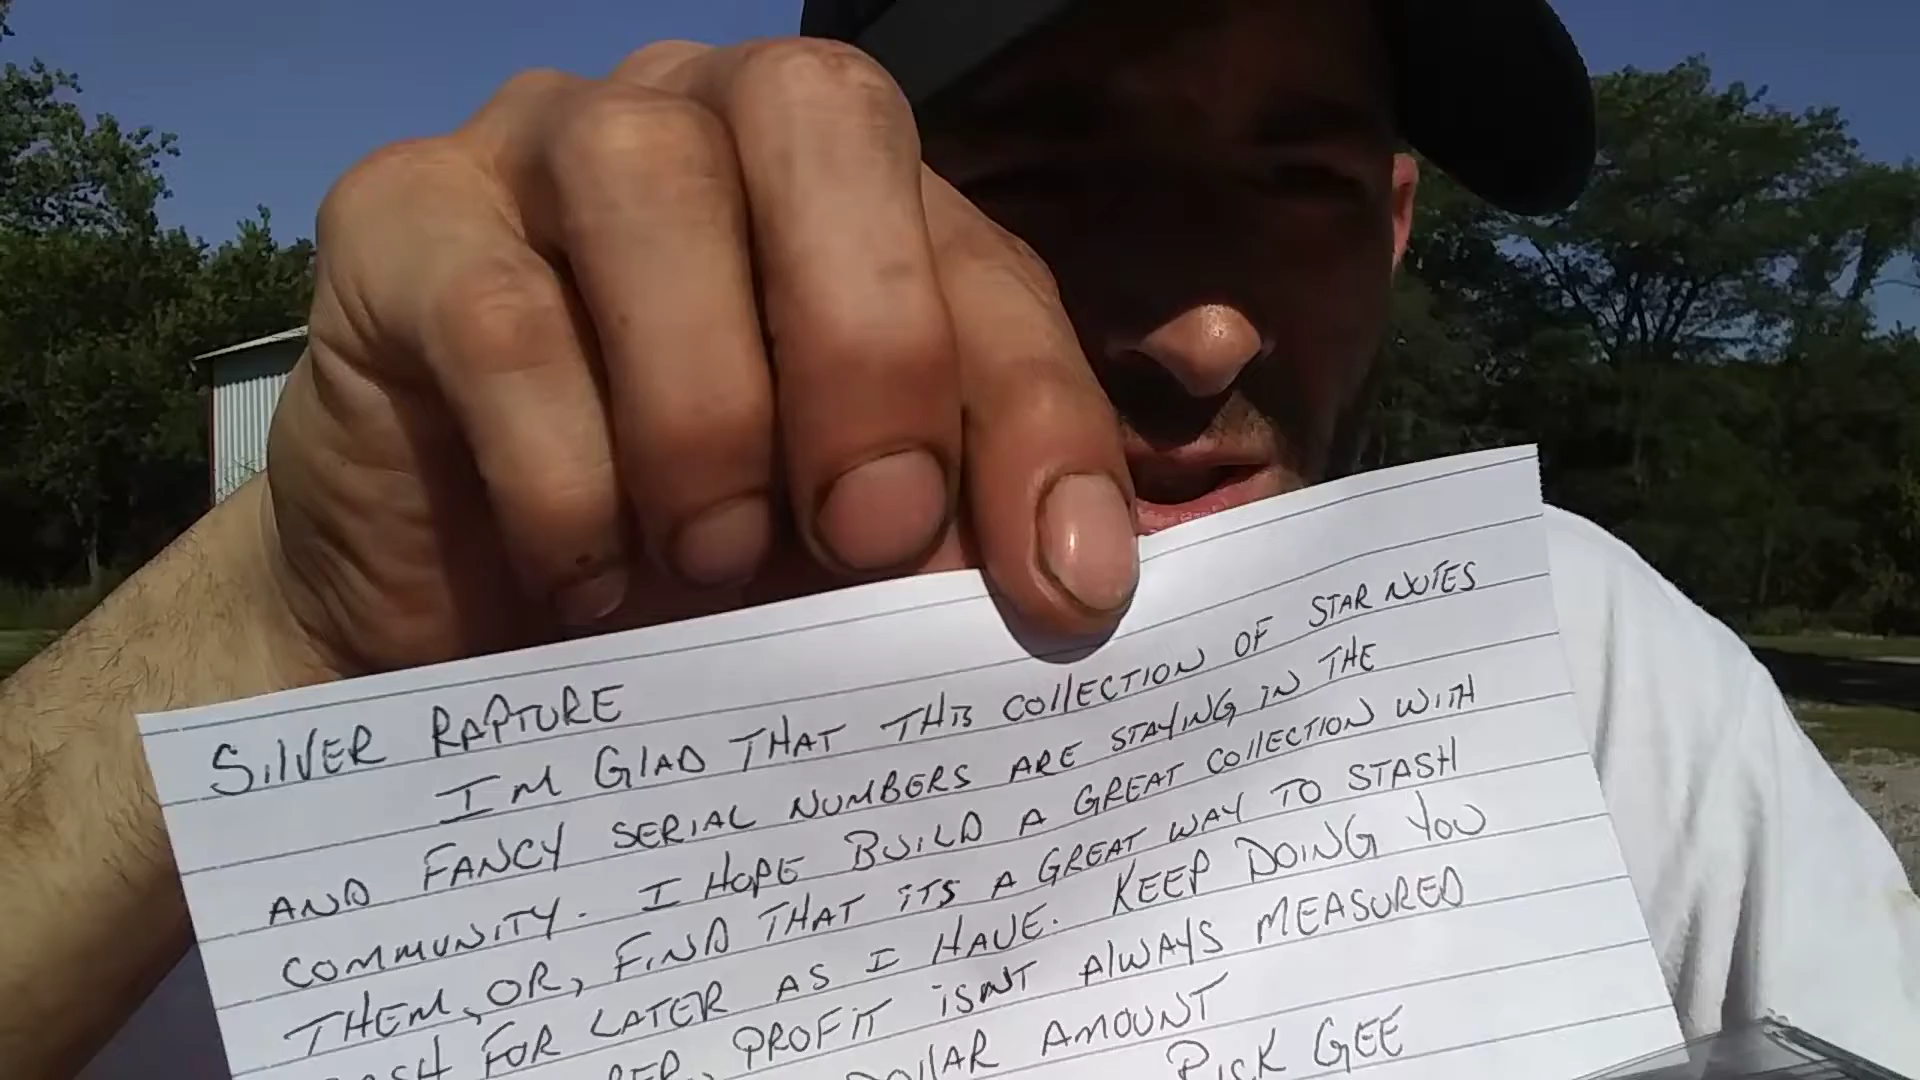 SilVER RAPTURE
I'm GlAD THAT THIS COllECTION OF STAR NOTES
AND FANCY SERIAL NUMBERS ARE STAYING iN THE
COMMUNITY. I HOPE BUILD A GREAT COllECTION WITH
THEM, OR, FiND THAT iTS A GREAT WAY TO STASH
FOR LATER AS I HAVE. KEEP DOING YOU
PROFiT iSNT AlWAYS MEASURED
AMOUNT
GEE